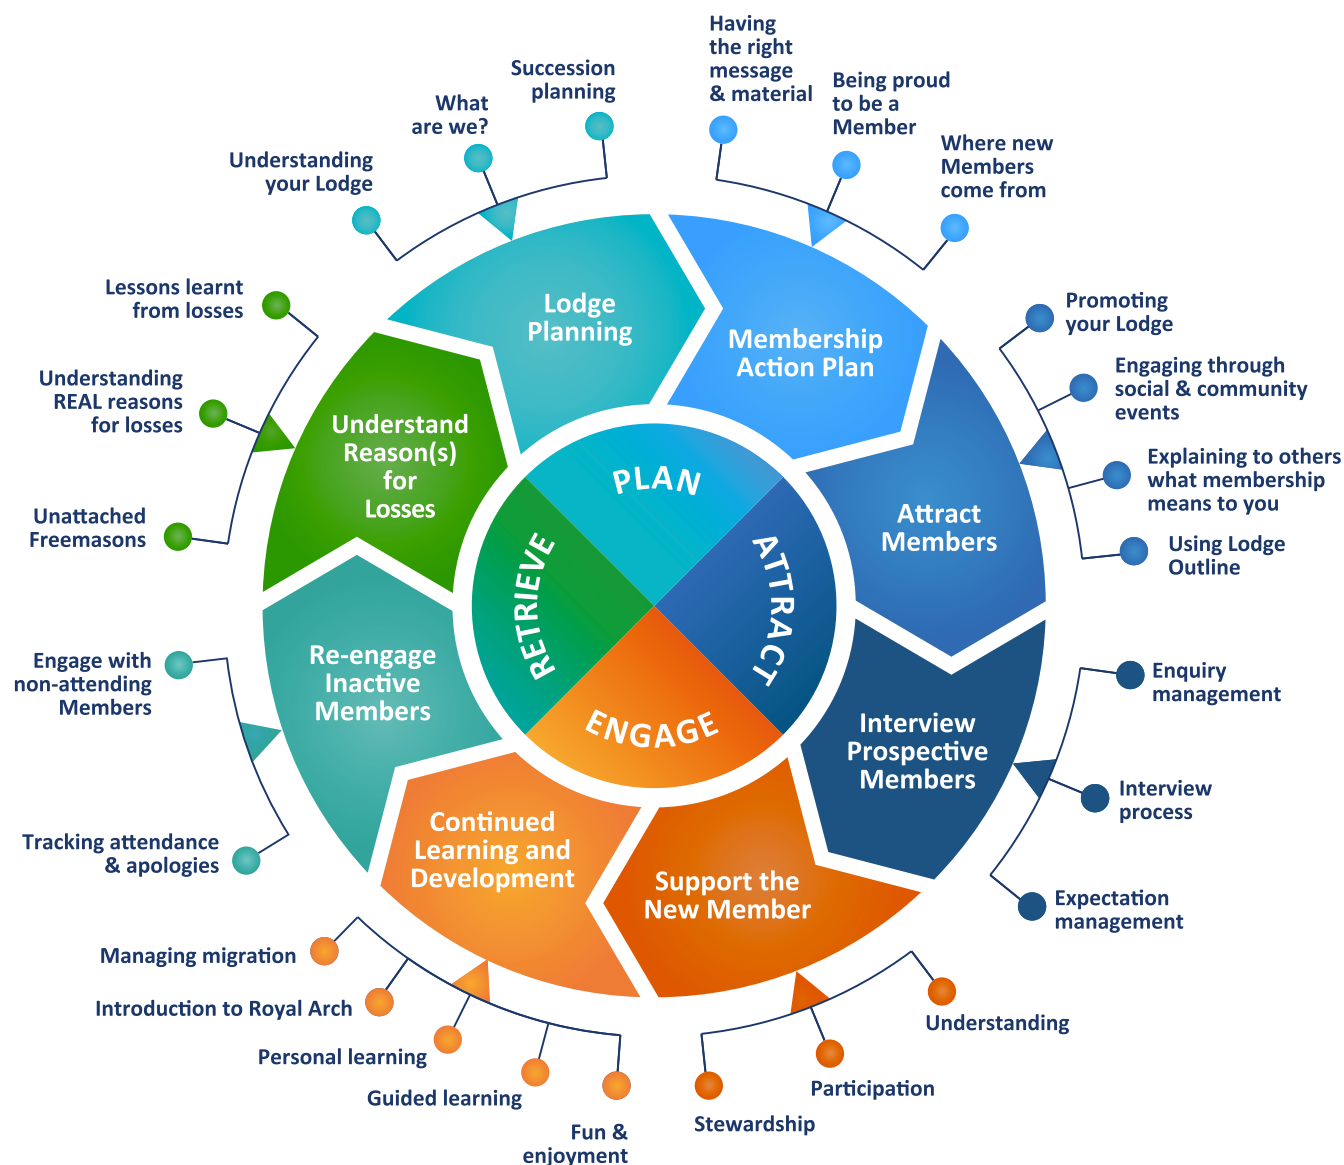 Having
the right
message
& material
Succession
planning
Being proud
to be a
Member
What
are we?
Where new
Members
come from
Understanding
your Lodge
Lessons learnt
from losses
Understanding
REAL reasons
for losses
Unattached
Freemasons
Promoting
your Lodge
Engaging through
social & community
events
Explaining to others
what membership
means to you
Using Lodge
Outline
Lodge
Planning
Membership
Action Plan
Understand
Reason(s)
for
Losses
Attract
Members
PLAN
ATTRACT
RETRIEVE
ENGAGE
Re-engage
Inactive
Members
Interview
Prospective
Members
Continued
Learning and
Development
Support the
New Member
Engage with
non-attending
Members
Tracking attendance
& apologies
Enquiry
management
Interview
process
Expectation
management
Managing migration
Introduction to Royal Arch
Personal learning
Guided learning
Fun &
enjoyment
Understanding
Participation
Stewardship